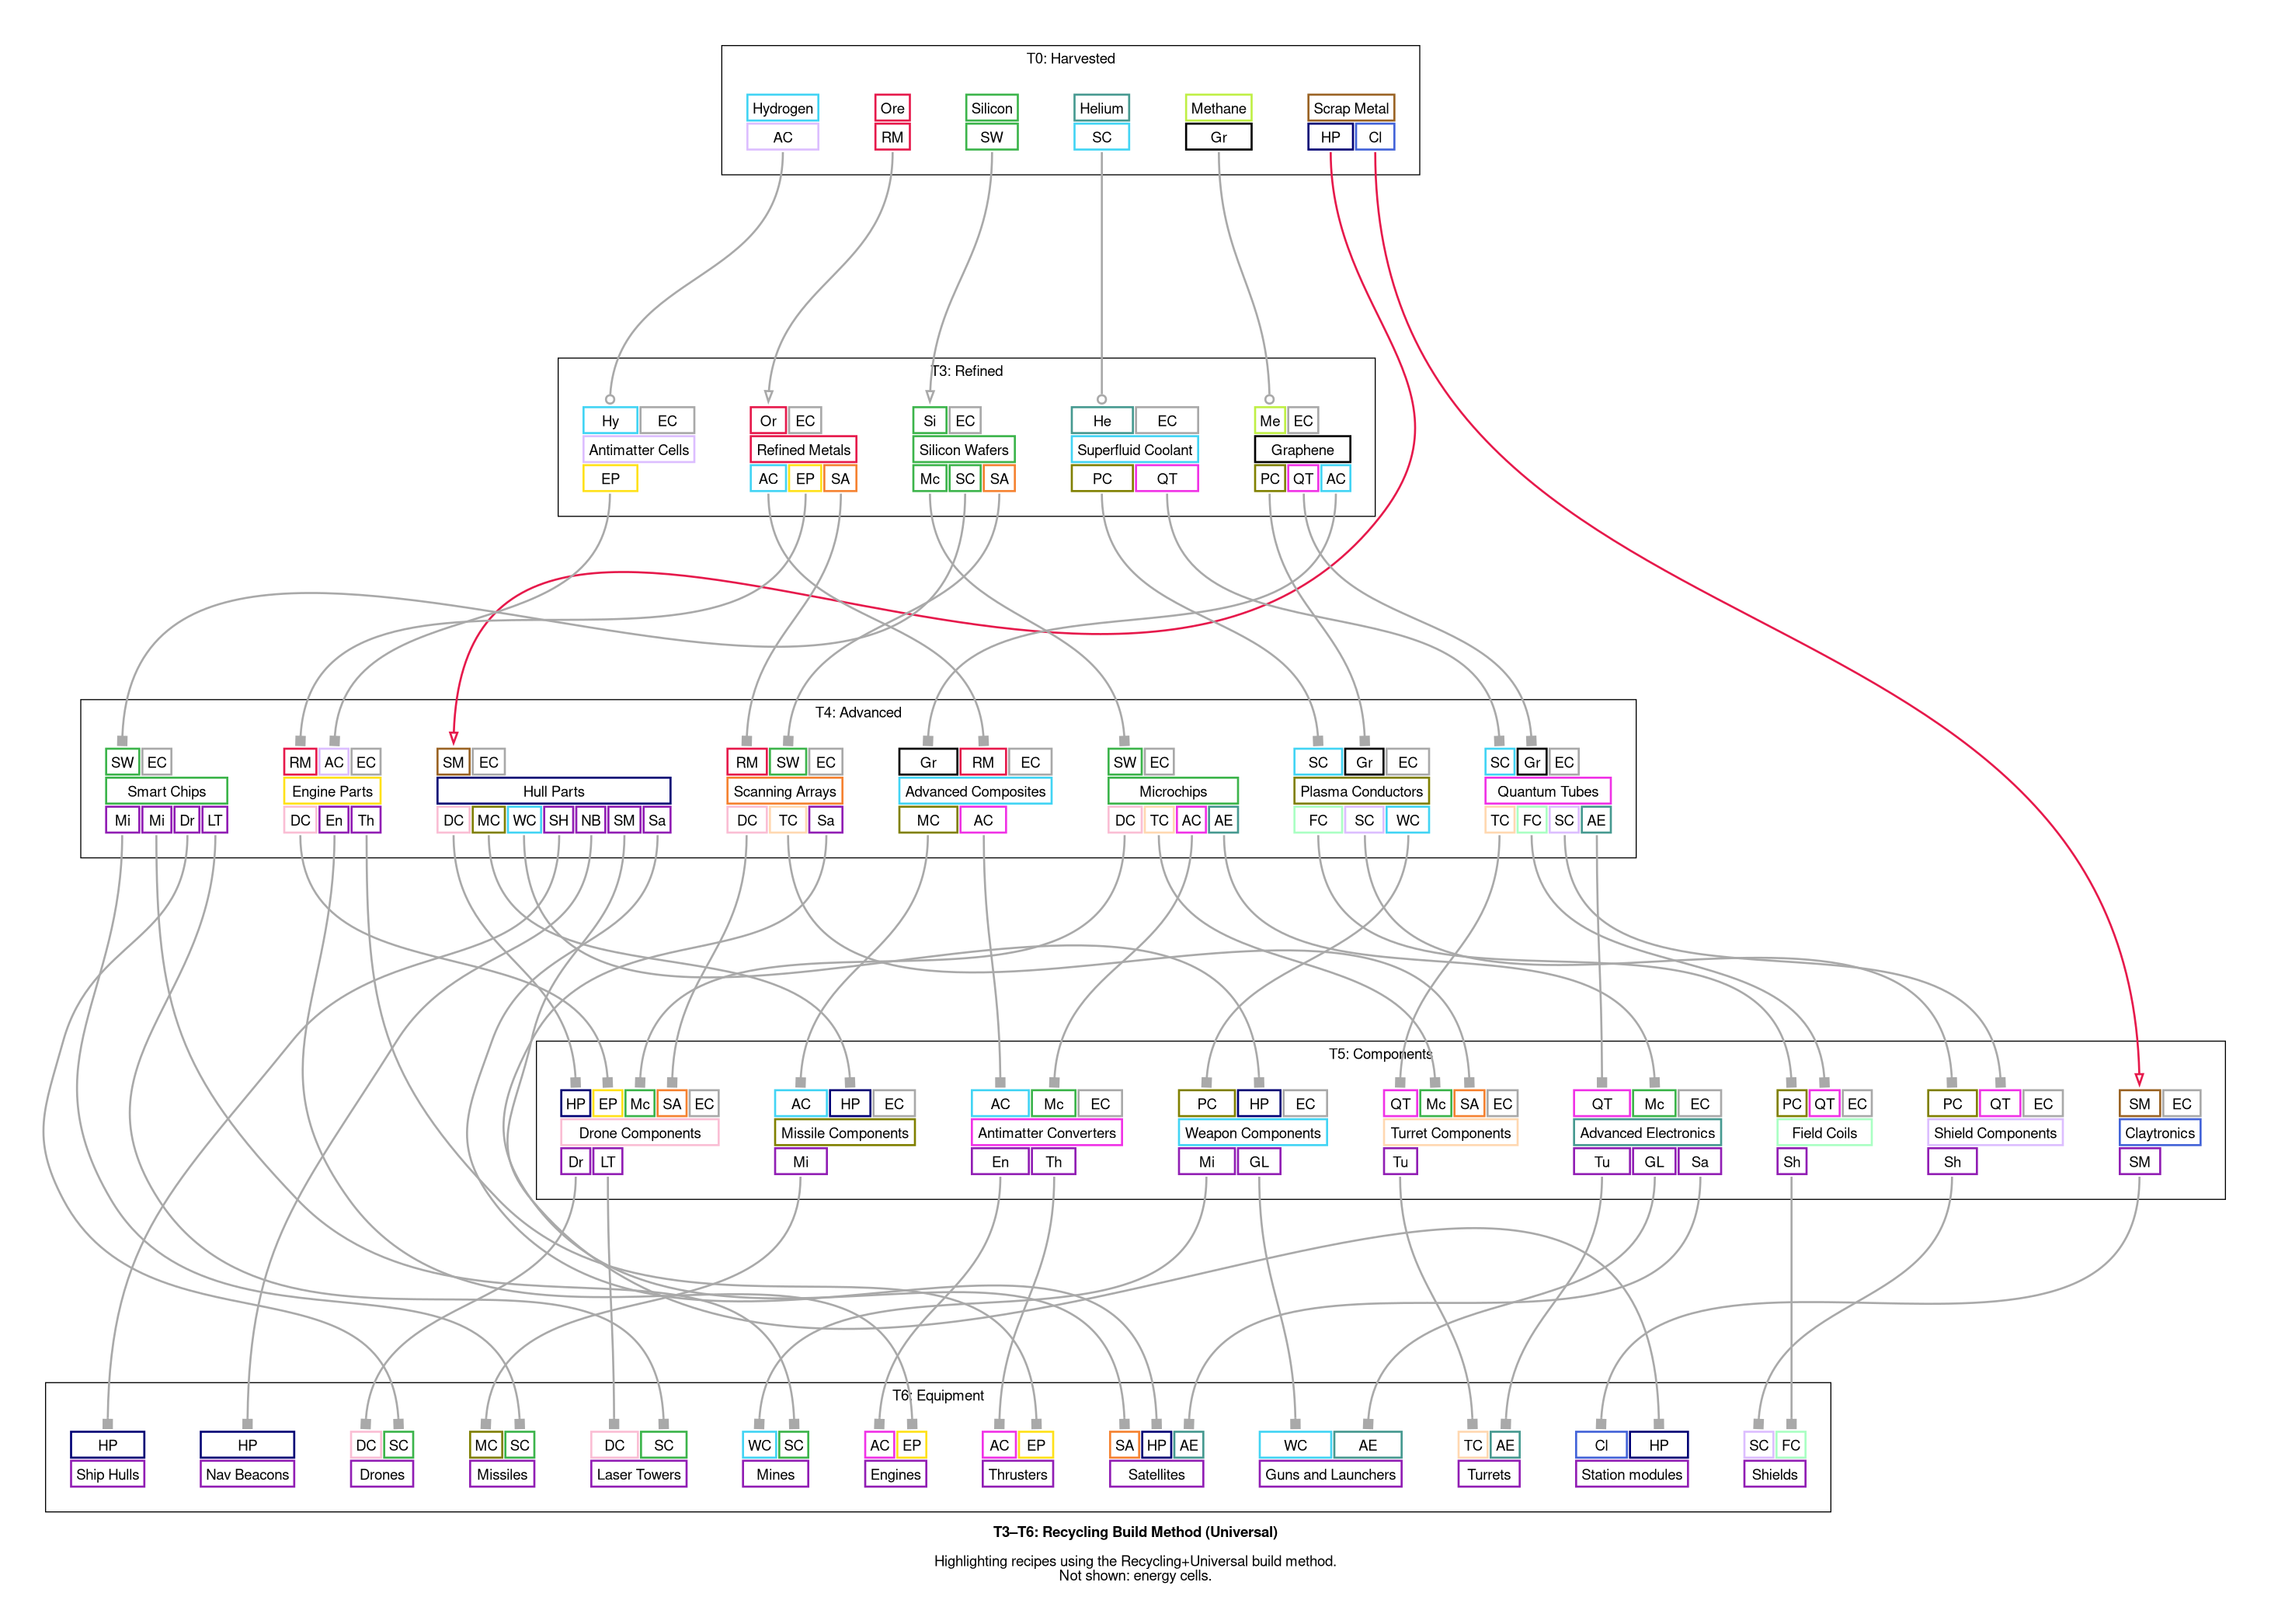 T0: Harvested
Hydrogen Ore Silicon Helium Methane Scrap Metal
AC RM SW SC Gr HP Cl
T3: Refined
Hy EC Or EC Si EC He EC Me EC
Antimatter Cells Refined Metals Silicon Wafers Superfluid Coolant Graphene
EP AC EP SA Mc SC SA PC QT PC QT AC
T4: Advanced
SW EC RM AC EC SM EC RM SW EC Gr RM EC SW EC SC Gr EC SC Gr EC
Smart Chips Engine Parts Hull Parts Scanning Arrays Advanced Composites Microchips Plasma Conductors Quantum Tubes
Mi Mi Dr LT DC En Th DC MC WC SH NB SM Sa DC TC Sa MC AC DC TC AC AE FC SC WC TC FC SC AE
T5: Components
HP EP Mc SA EC AC HP EC AC Mc EC PC HP EC QT Mc SA EC QT Mc EC PC QT EC PC QT EC SM EC
Drone Components Missile Components Antimatter Converters Weapon Components Turret Components Advanced Electronics Field Coils Shield Components Claytronics
Dr LT Mi En Th Mi GL Tu Tu GL Sa Sh Sh SM
T6: Equipment
HP HP DC SC MC SC DC SC WC SC AC EP AC EP SA HP AE WC AE TC AE Cl HP SC FC
Ship Hulls Nav Beacons Drones Missiles Laser Towers Mines Engines Thrusters Satellites Guns and Launchers Turrets Station modules Shields
T3–T6: Recycling Build Method (Universal)
Highlighting recipes using the Recycling+Universal build method.
Not shown: energy cells.